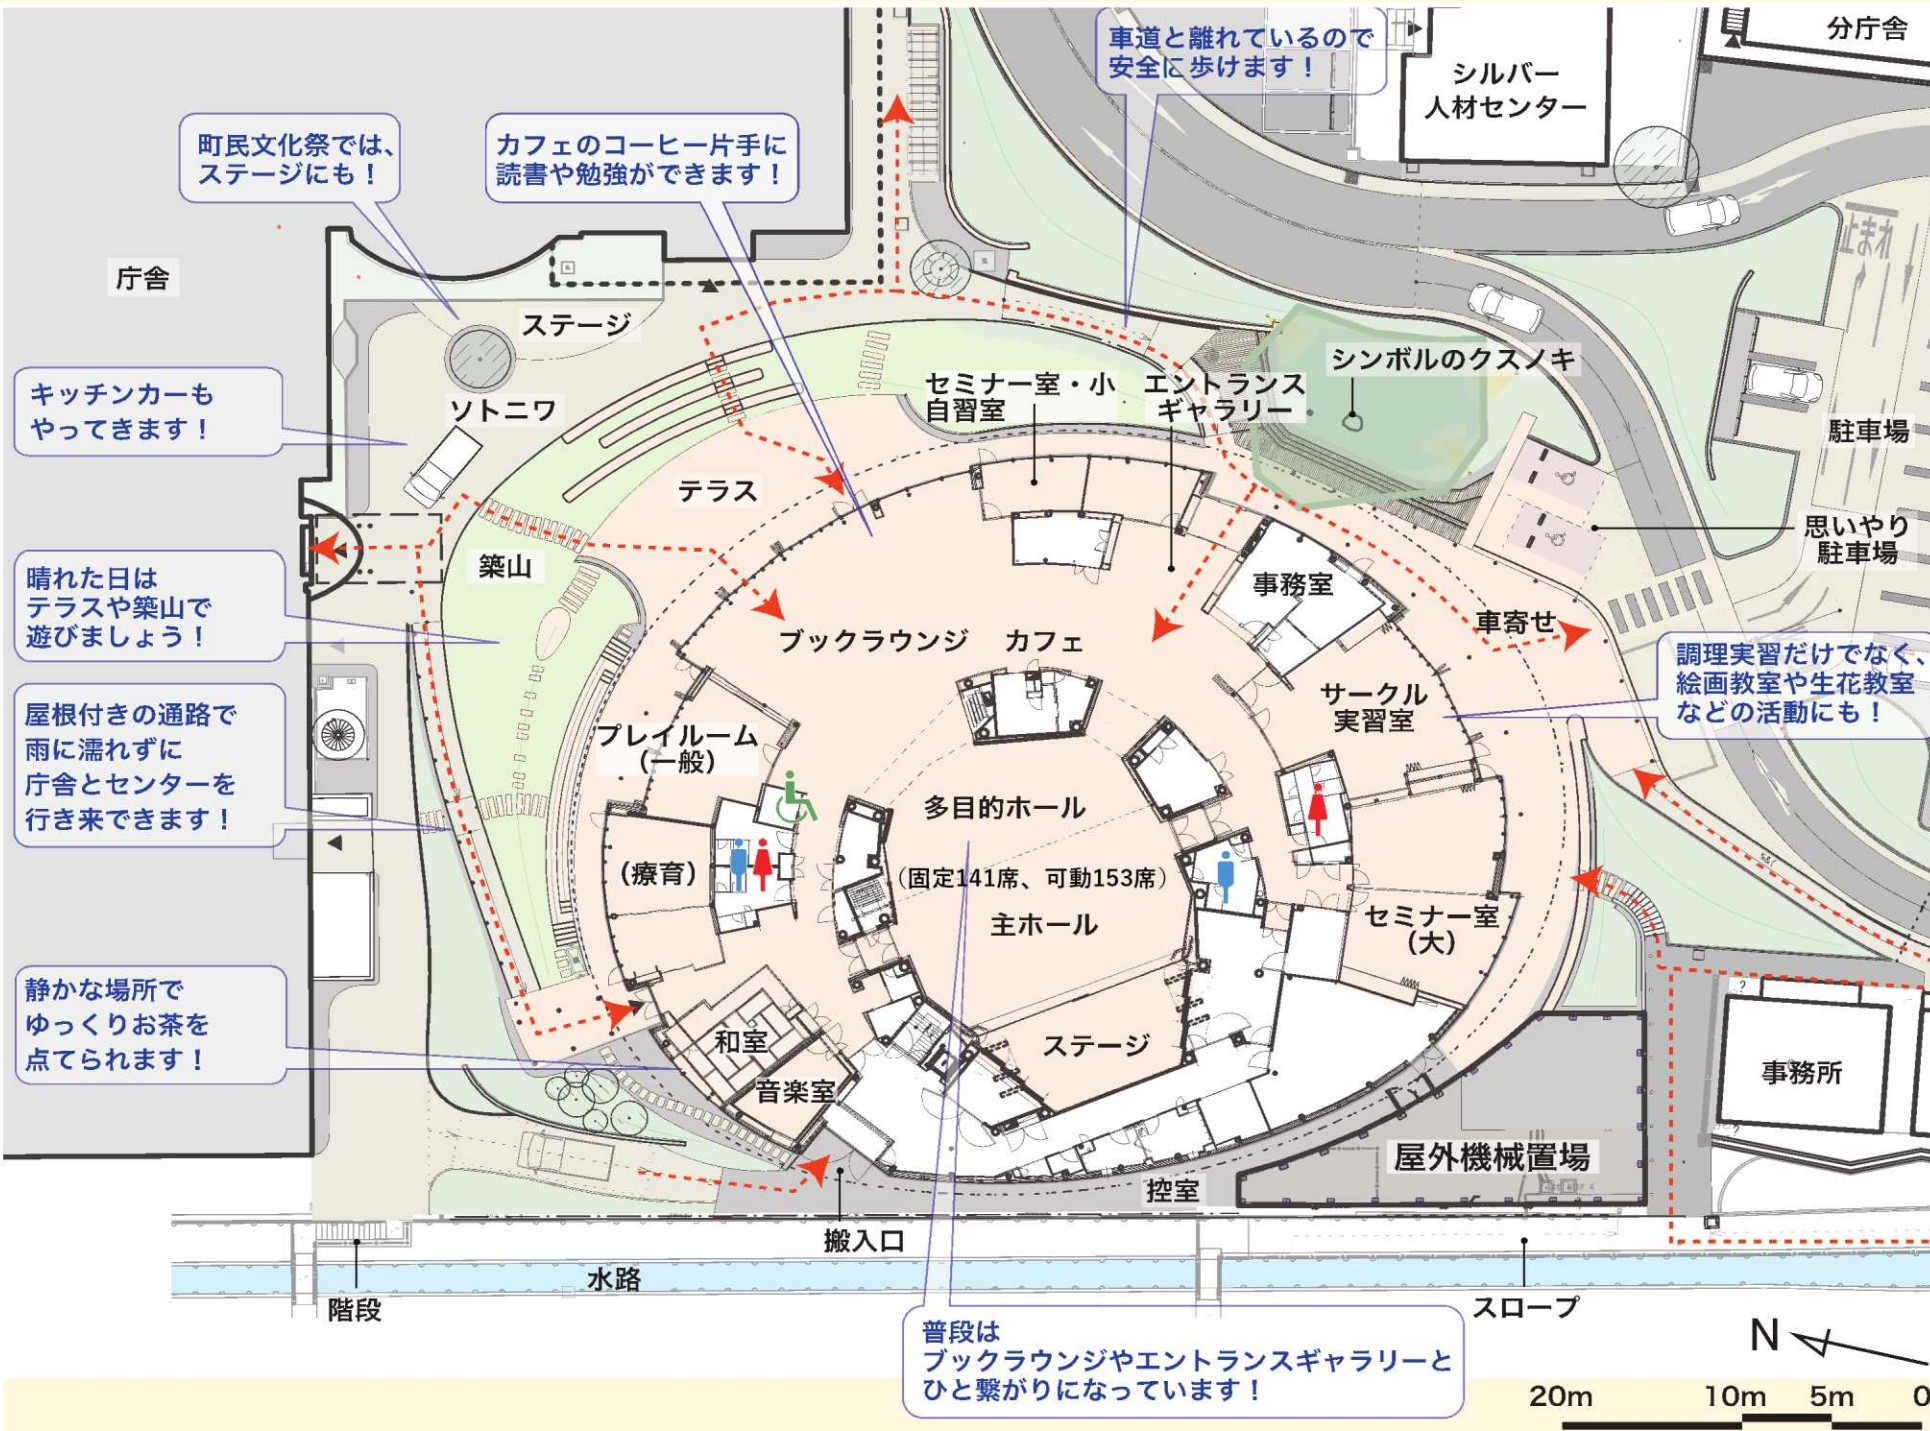 分庁舎
車道と離れているので
安全に歩けます！
シルバー
人材センター
町民文化祭では、
ステージにも！
カフェのコーヒー片手に
読書や勉強ができます！
止まれ
庁舎
ステージ
シンボルのクスノキ
キッチンカーも
やってきます！
ソトニワ
セミナー室・小
自習室
エントランス
ギャラリー
駐車場
テラス
思いやり
駐車場
築山
晴れた日は
テラスや築山で
遊びましょう！
事務室
車寄せ
ブックラウンジ
カフェ
調理実習だけでなく、
絵画教室や生花教室
などの活動にも！
屋根付きの通路で
雨に濡れずに
庁舎とセンターを
行き来できます！
プレイルーム
（一般）
サークル
実習室
多目的ホール
（療育）
（固定141席、可動153席）
主ホール
セミナー室
（大）
静かな場所で
ゆっくりお茶を
点てられます！
和室
ステージ
音楽室
事務所
屋外機械置場
控室
搬入口
水路
階段
スロープ
普段は
ブックラウンジやエントランスギャラリーと
ひと繋がりになっています！
N
20m 10m 5m 0